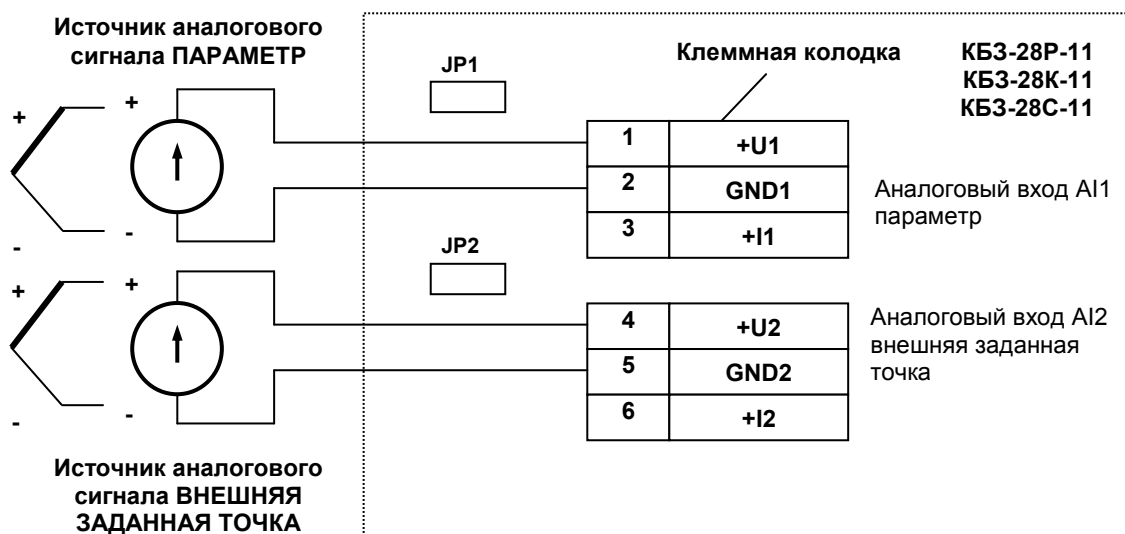 Источник аналогового
сигнала ПАРАМЕТР
+
+
-
-
JP1
Клеммная колодка
КБЗ-28Р-11
КБЗ-28К-11
КБЗ-28С-11
1 +U1
2 GND1
3 +I1
Аналоговый вход AI1
параметр
JP2
+
+
-
-
4 +U2
5 GND2
6 +I2
Аналоговый вход AI2
внешняя заданная
точка
Источник аналогового
сигнала ВНЕШНЯЯ
ЗАДАННАЯ ТОЧКА